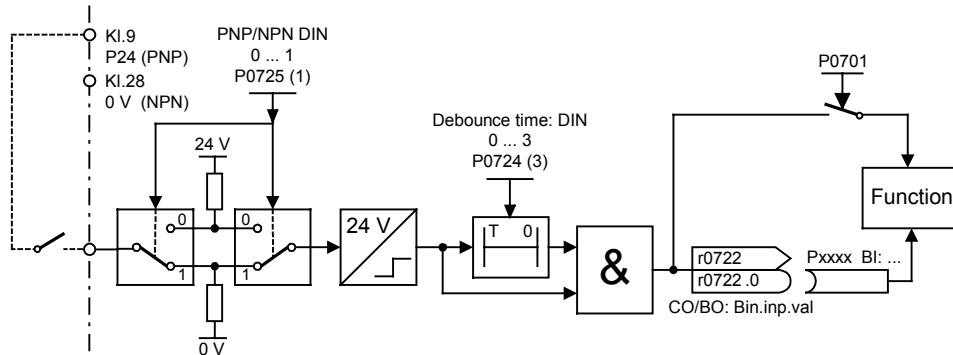 Kl.9
P24 (PNP)
Kl.28
0 V (NPN)
PNP/NPN DIN
0 ... 1
P0725 (1)
24 V
0
1
0
1
0 V
24 V
Debounce time: DIN
0 ... 3
P0724 (3)
T 0
&
P0701
Function
r0722
r0722 .0
Pxxxx BI: ...
CO/BO: Bin.inp.val